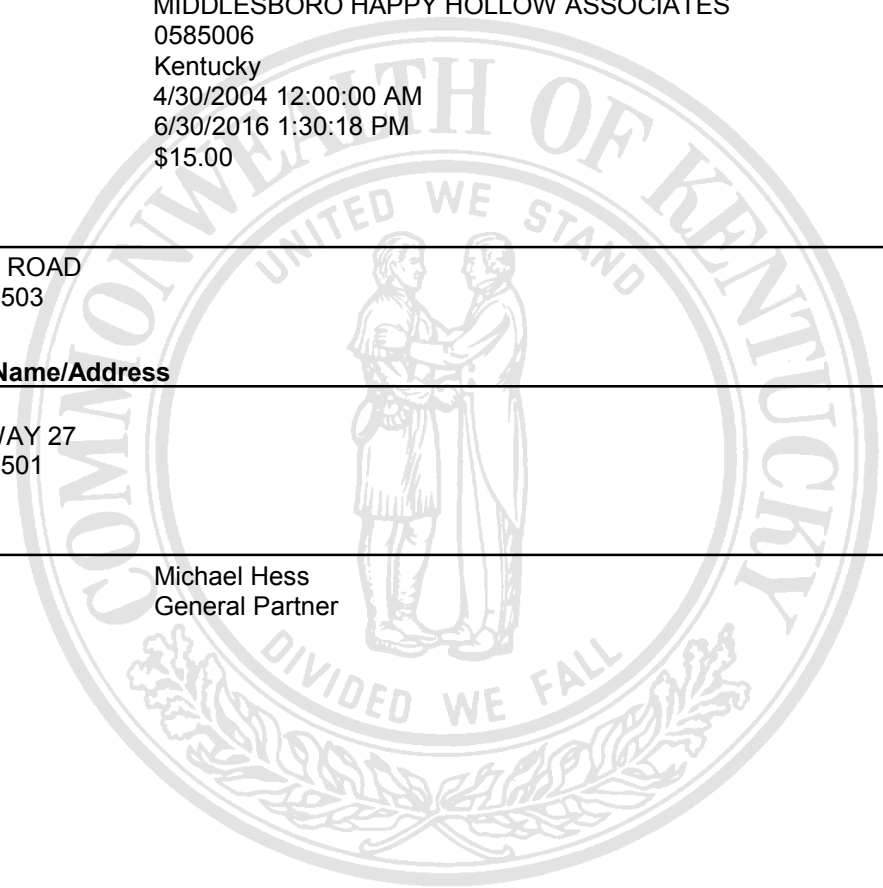 MIDDLESBORO HAPPY HOLLOW ASSOCIATES
0585006
Kentucky
4/30/2004 12:00:00 AM
6/30/2016 1:30:18 PM
$15.00
COMMONWEALTH OF KENTUCKY
UNITED WE STAND
ROAD
503
Name/Address
WAY 27
501
Michael Hess
General Partner
DIVIDED WE FALL